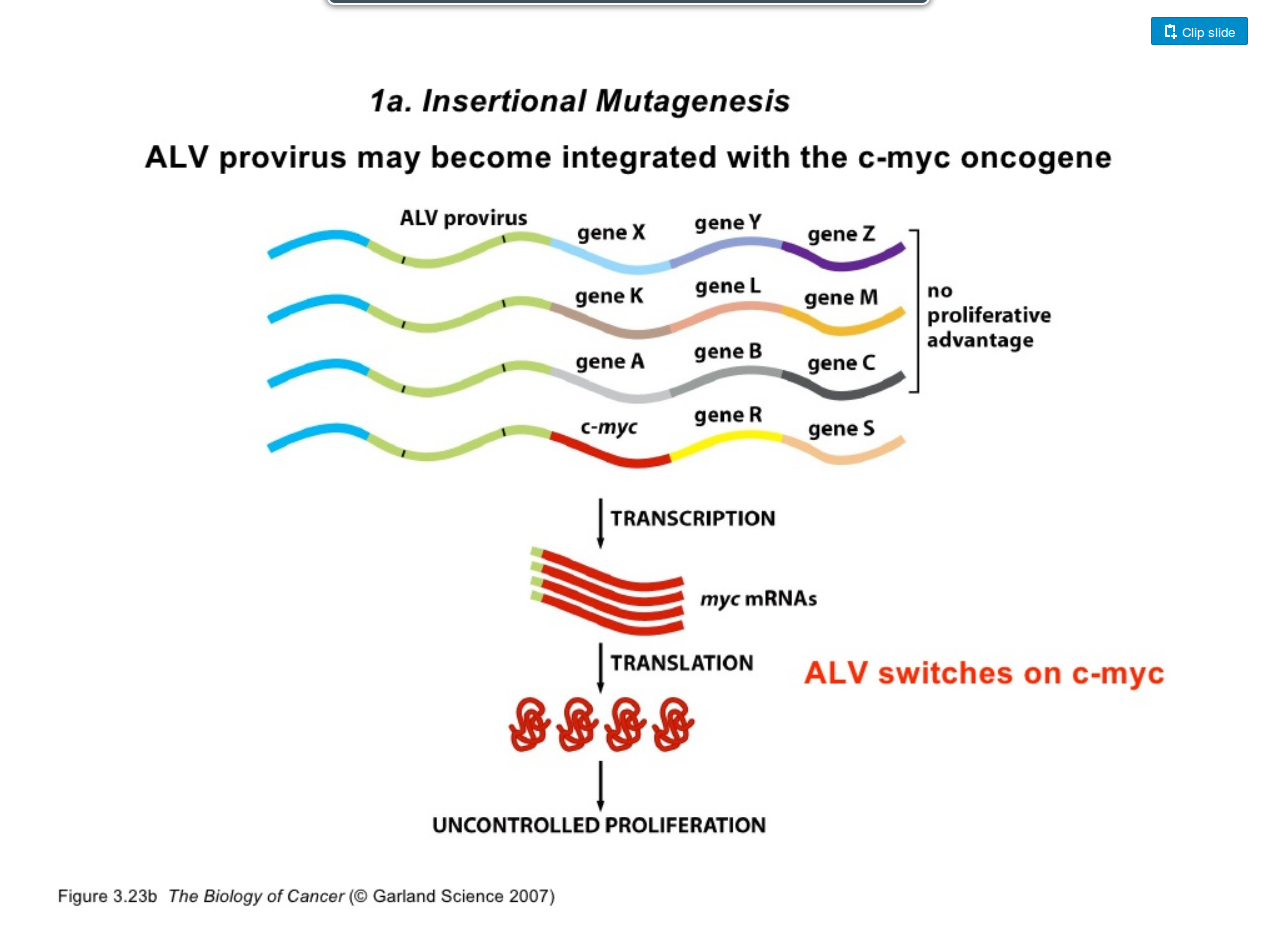 Clip slide
1a. Insertional Mutagenesis
ALV provirus may become integrated with the c-myc oncogene
ALV provirus
gene X
gene Y
gene Z
gene K
gene L
gene M
no
proliferative
advantage
gene A
gene B
gene C
c-myc
gene R
gene S
TRANSCRIPTION
myc mRNAs
TRANSLATION
ALV switches on c-myc
UNCONTROLLED PROLIFERATION
Figure 3.23b The Biology of Cancer (© Garland Science 2007)